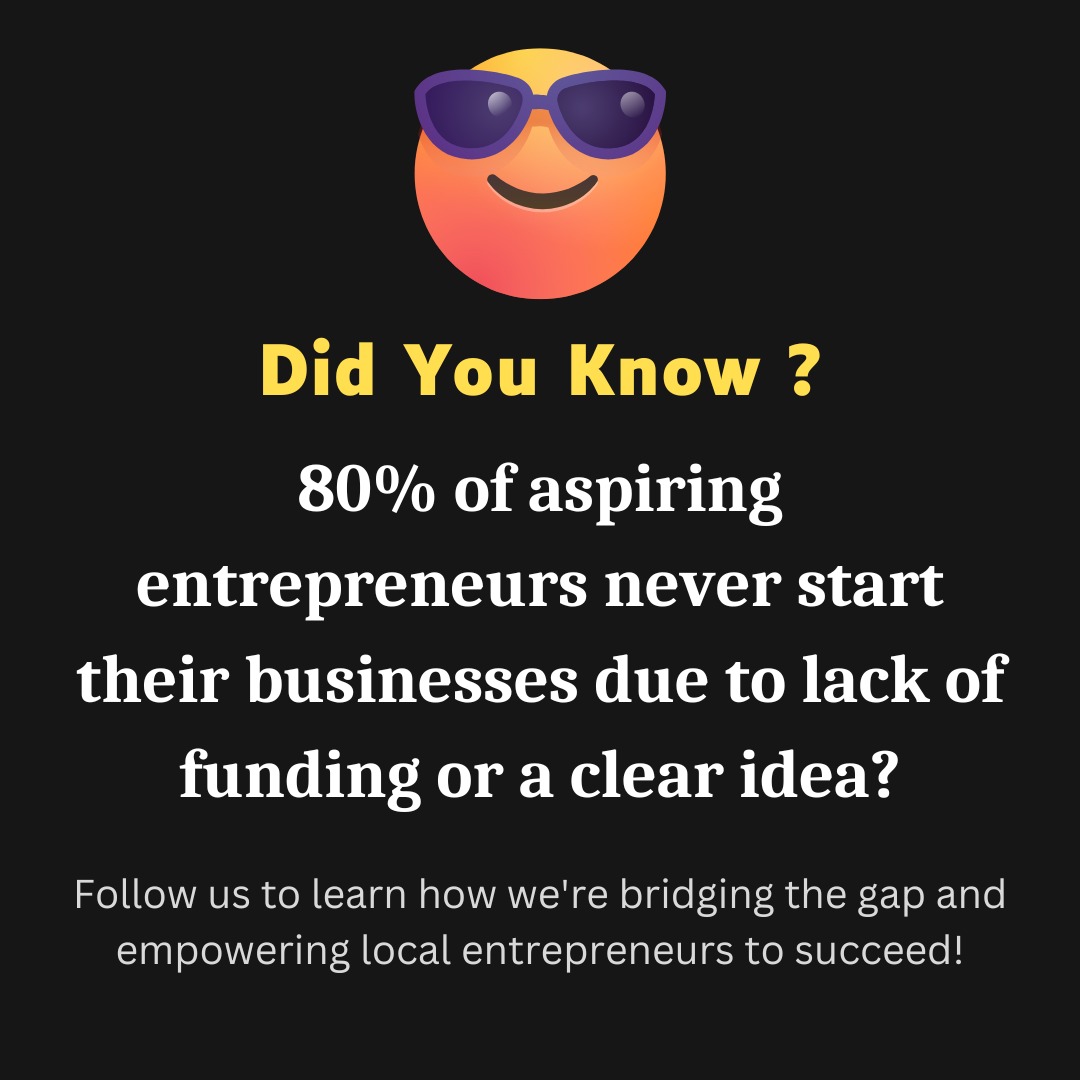 Did You Know ?
80% of aspiring
entrepreneurs never start
their businesses due to lack of
funding or a clear idea?
Follow us to learn how we're bridging the gap and
empowering local entrepreneurs to succeed!